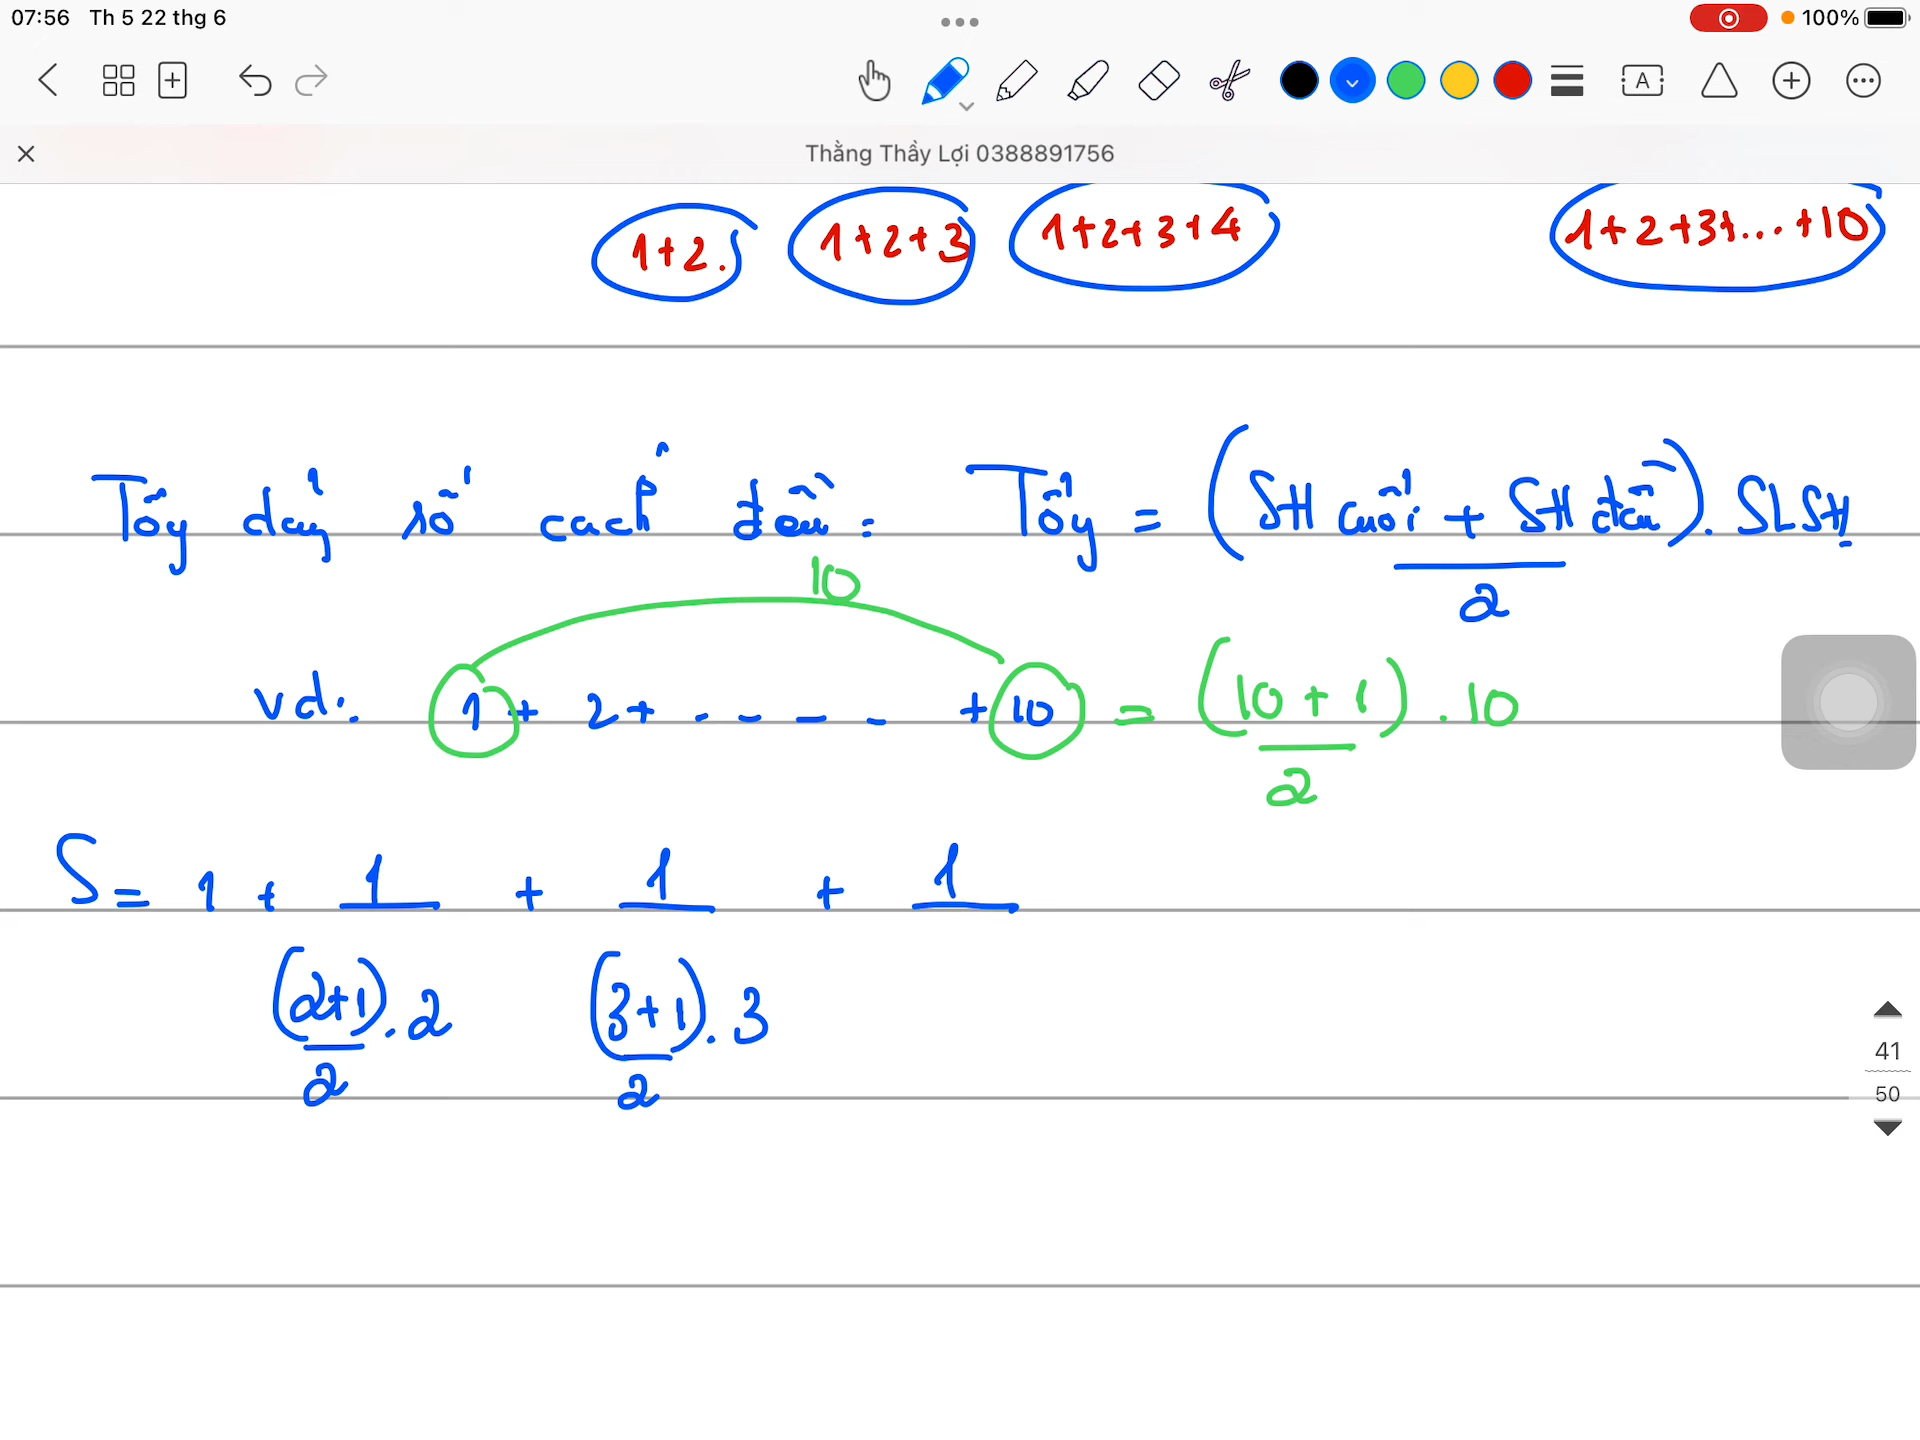 07:56 Th 5 22 thg 6 100%
A
Thằng Thầy Lợi 0388891756
1+2. 1+2+3 1+2+3+4 1+2+3+...+10
Tổng dãy số cách đều: Tổng = (SH cuối + SH đầu)/2 . SLSH
10
vd: 1 + 2 + - - - - + 10 = (10+1)/2 . 10
S = 1 + 1/((2+1)/2 . 2) + 1/((3+1)/2 . 3) + 1
41
50